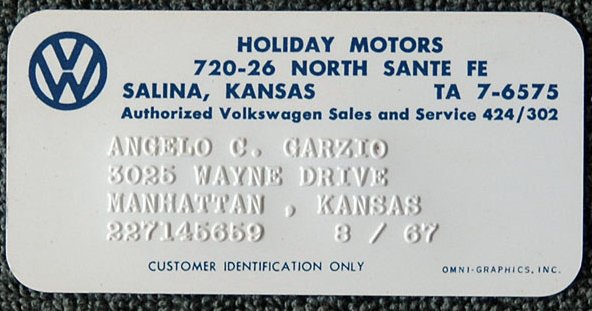 VW
HOLIDAY MOTORS
720-26 NORTH SANTE FE
SALINA, KANSAS TA 7-6575
Authorized Volkswagen Sales and Service 424/302
ANGELO C. GARZIO
3025 WAYNE DRIVE
MANHATTAN , KANSAS
227145659 8 / 67
CUSTOMER IDENTIFICATION ONLY OMNI-GRAPHICS, INC.